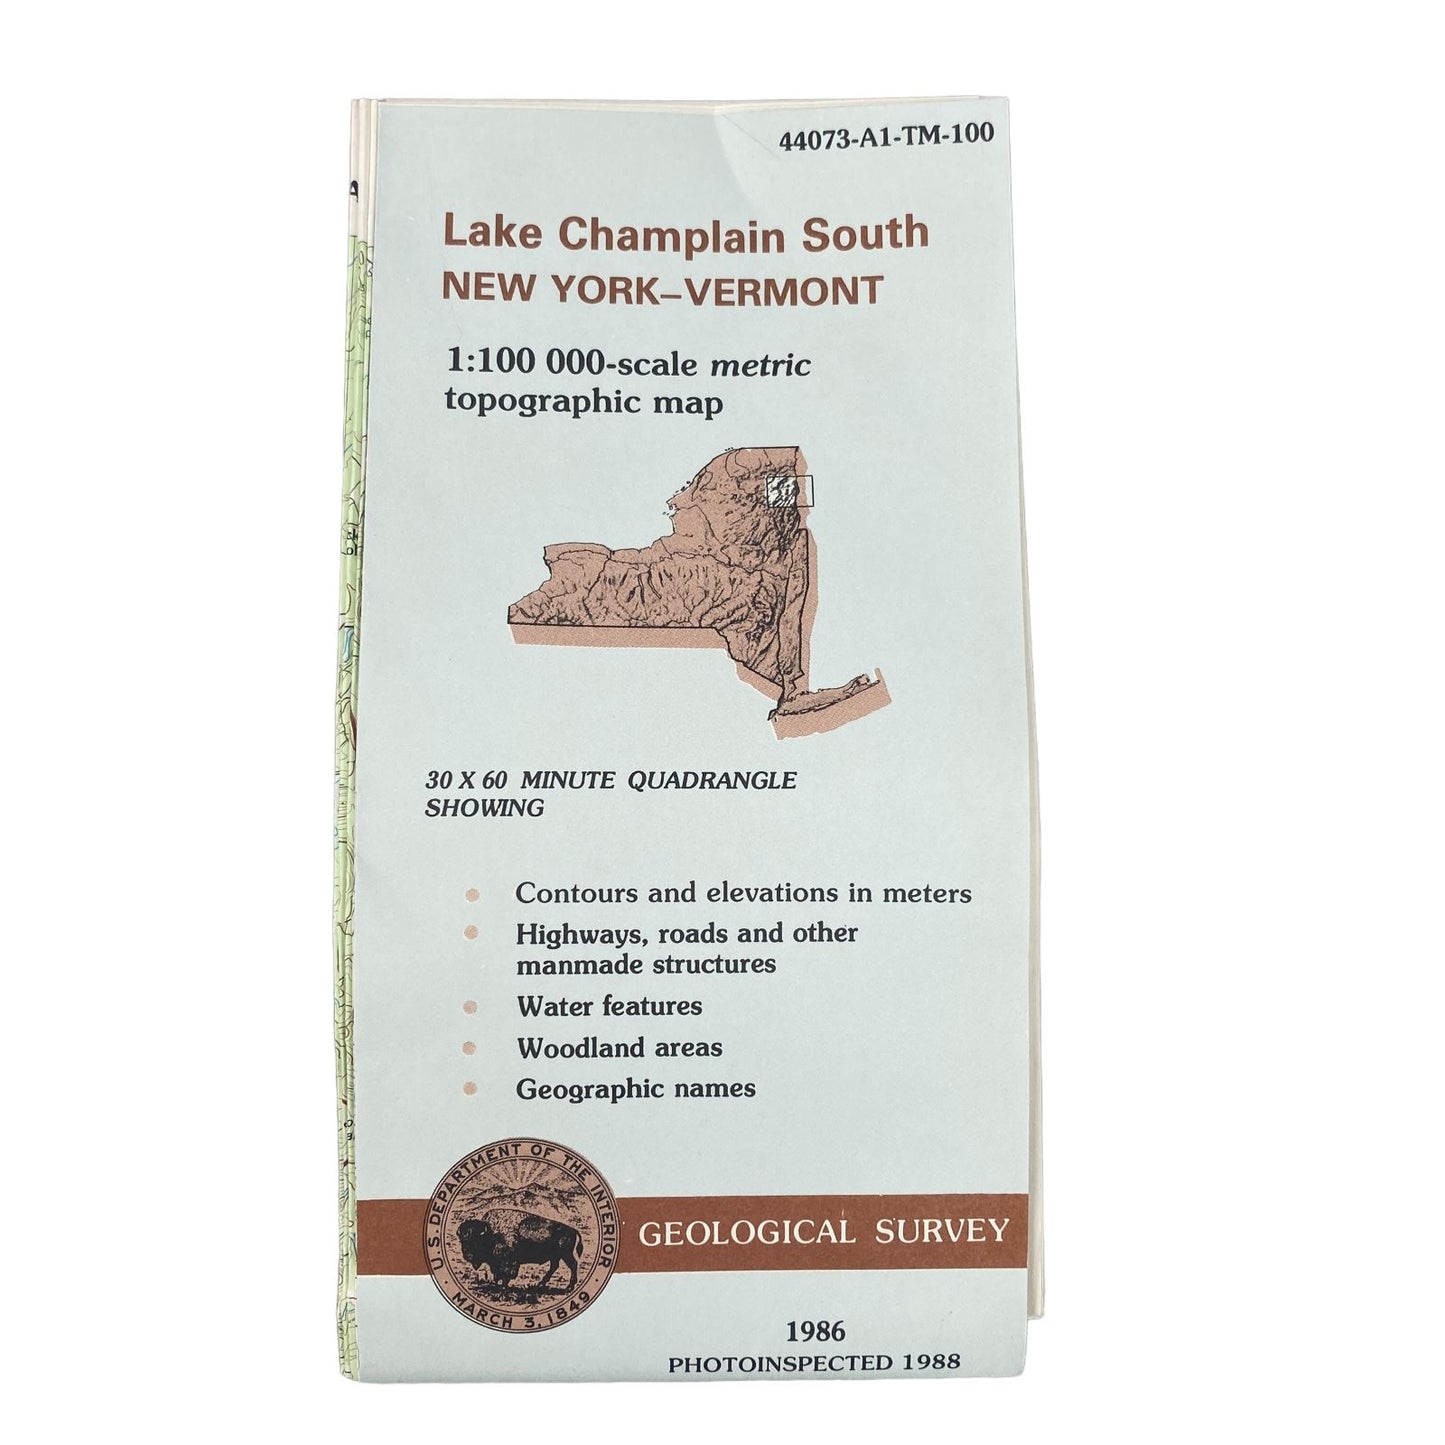 44073-A1-TM-100
Lake Champlain South
NEW YORK–VERMONT
1:100 000-scale metric
topographic map
30 X 60 MINUTE QUADRANGLE
SHOWING
Contours and elevations in meters
Highways, roads and other
manmade structures
Water features
Woodland areas
Geographic names
U.S. DEPARTMENT OF THE INTERIOR
MARCH 3, 1849
GEOLOGICAL SURVEY
1986
PHOTOINSPECTED 1988